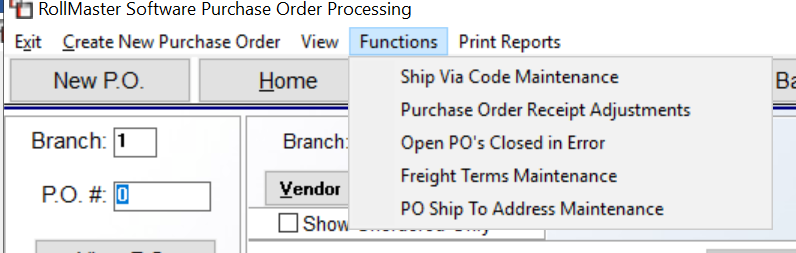 RollMaster Software Purchase Order Processing
Exit Create New Purchase Order View Functions Print Reports
New P.O. Home Ba
Ship Via Code Maintenance
Purchase Order Receipt Adjustments
Open PO's Closed in Error
Freight Terms Maintenance
PO Ship To Address Maintenance
Branch: 1
P.O. #: 0
Branch:
Vendor
Show